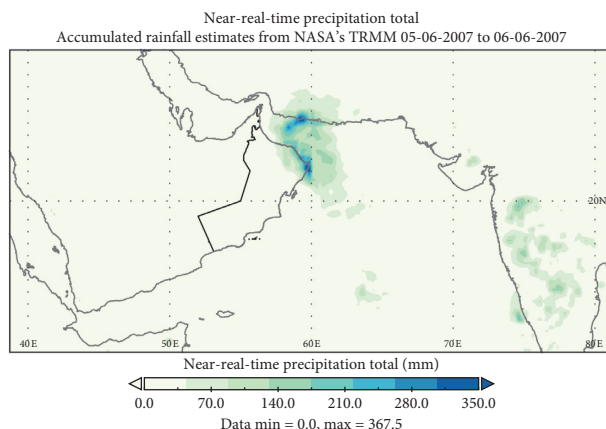 Near-real-time precipitation total
Accumulated rainfall estimates from NASA's TRMM 05-06-2007 to 06-06-2007
20N
40E 50E 60E 70E 80E
Near-real-time precipitation total (mm)
0.0 70.0 140.0 210.0 280.0 350.0
Data min = 0.0, max = 367.5